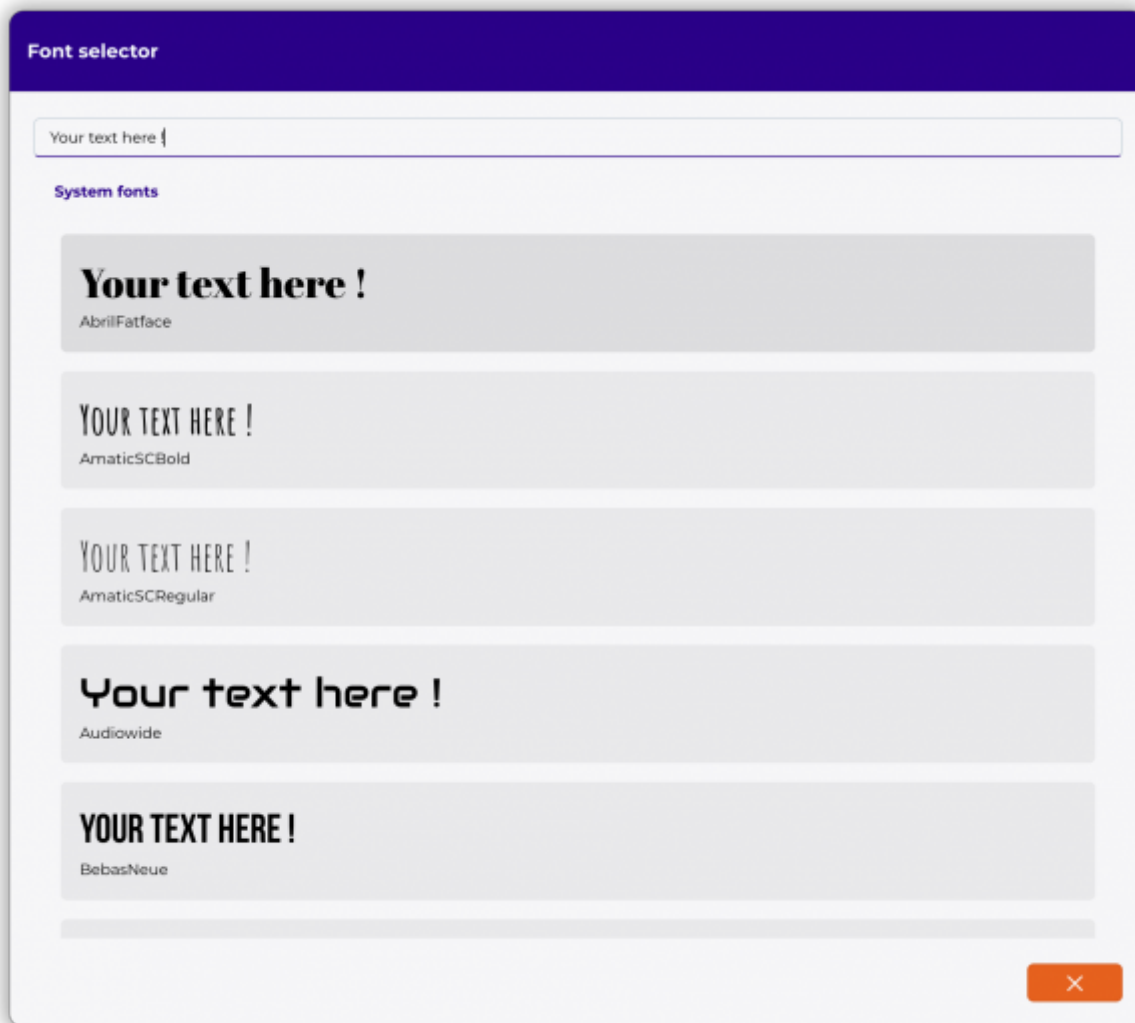 Font selector
Your text here !
System fonts
Your text here !
AbrilFatface
Your text here !
AmaticSCBold
Your text here !
AmaticSCRegular
Your text here !
Audiowide
YOUR TEXT HERE !
BebasNeue